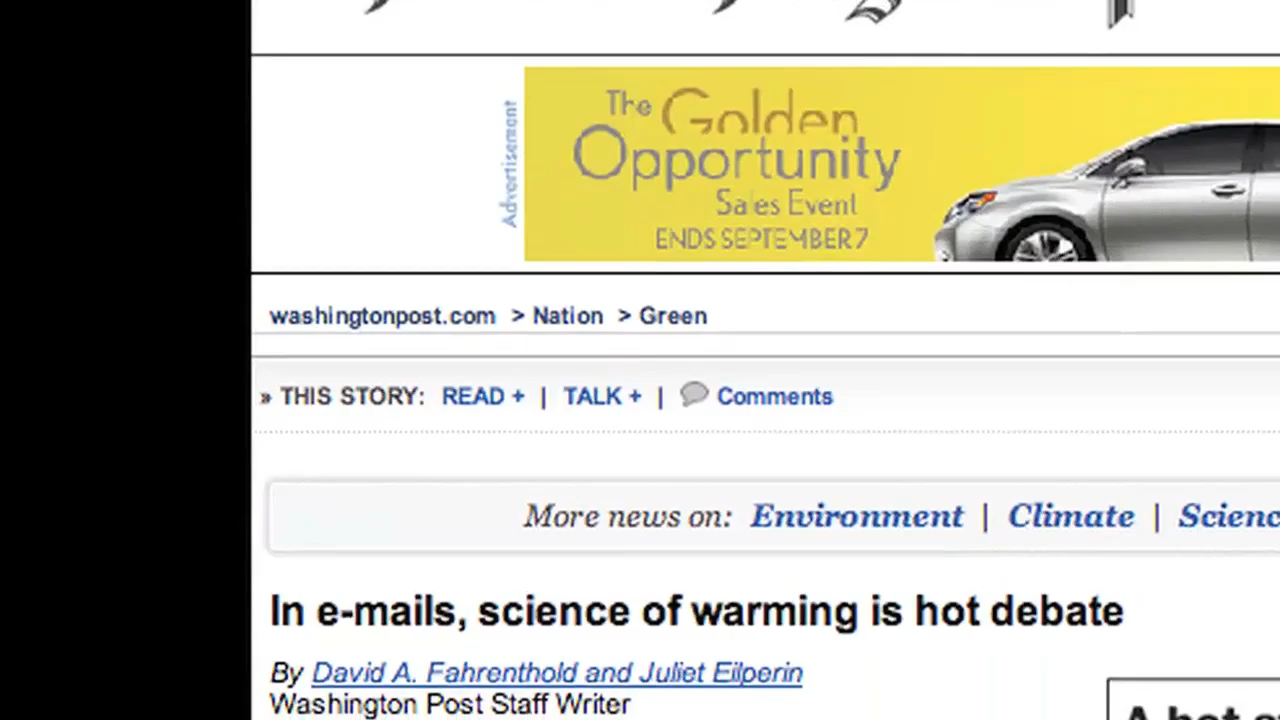 Advertisement
The Golden
Opportunity
Sales Event
ENDS SEPTEMBER 7
washingtonpost.com > Nation > Green
» THIS STORY: READ + | TALK + | Comments
More news on: Environment | Climate |
In e-mails, science of warming is hot debate
By David A. Fahrenthold and Juliet Eilperin
Washington Post Staff Writer
A hot